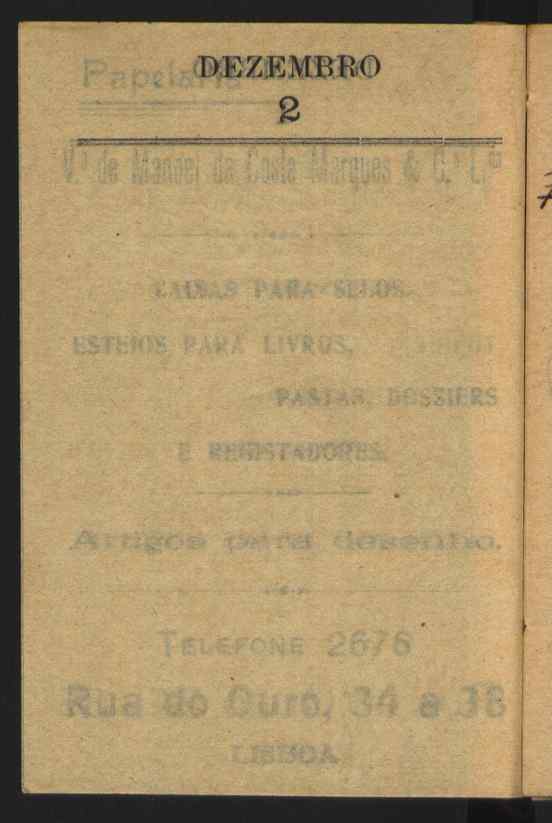 DEZEMBRO
2
Papelaria
V.ª de Manoel da Costa Marques & C.ª L.da
CAIXAS PARA SELOS.
ESTEIOS PARA LIVROS,
PASTAS, DOSSIERS
E REGISTADORES.
Artigos para desenho.
TELEFONE 2676
Rua do Ouro, 34 a 38
LISBOA